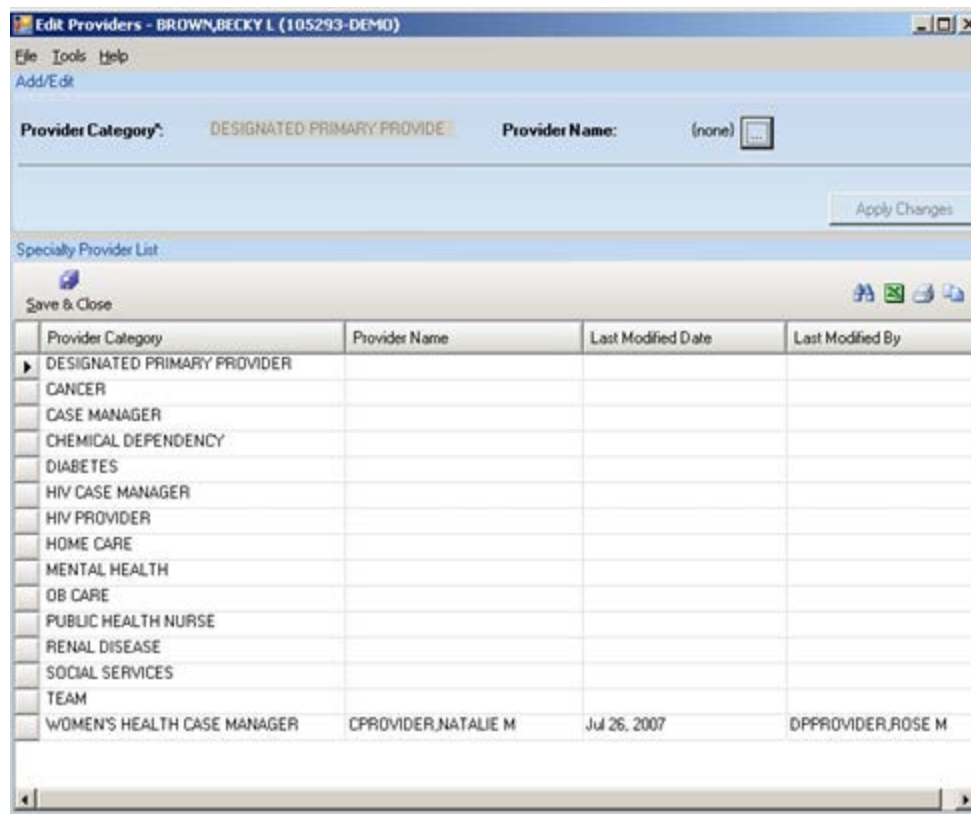 Edit Providers - BROWN,BECKY L (105293-DEMO)
File Tools Help
Add/Edit
Provider Category*: DESIGNATED PRIMARY PROVIDE Provider Name: (none) ...
Apply Changes
Specialty Provider List
Save & Close
Provider Category Provider Name Last Modified Date Last Modified By
DESIGNATED PRIMARY PROVIDER
CANCER
CASE MANAGER
CHEMICAL DEPENDENCY
DIABETES
HIV CASE MANAGER
HIV PROVIDER
HOME CARE
MENTAL HEALTH
OB CARE
PUBLIC HEALTH NURSE
RENAL DISEASE
SOCIAL SERVICES
TEAM
WOMEN'S HEALTH CASE MANAGER CPROVIDER,NATALIE M Jul 26, 2007 DPPROVIDER,ROSE M